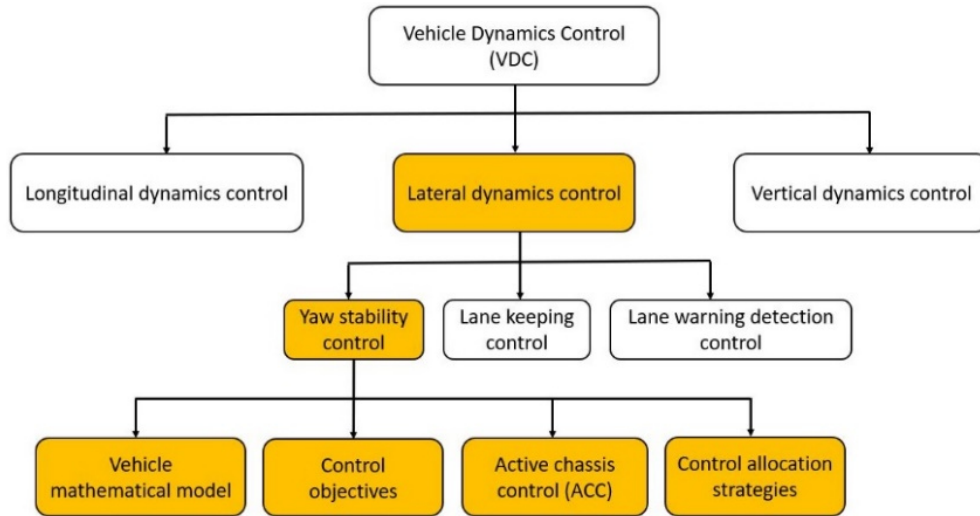 Vehicle Dynamics Control
(VDC)
Longitudinal dynamics control
Lateral dynamics control
Vertical dynamics control
Yaw stability
control
Lane keeping
control
Lane warning detection
control
Vehicle
mathematical model
Control
objectives
Active chassis
control (ACC)
Control allocation
strategies